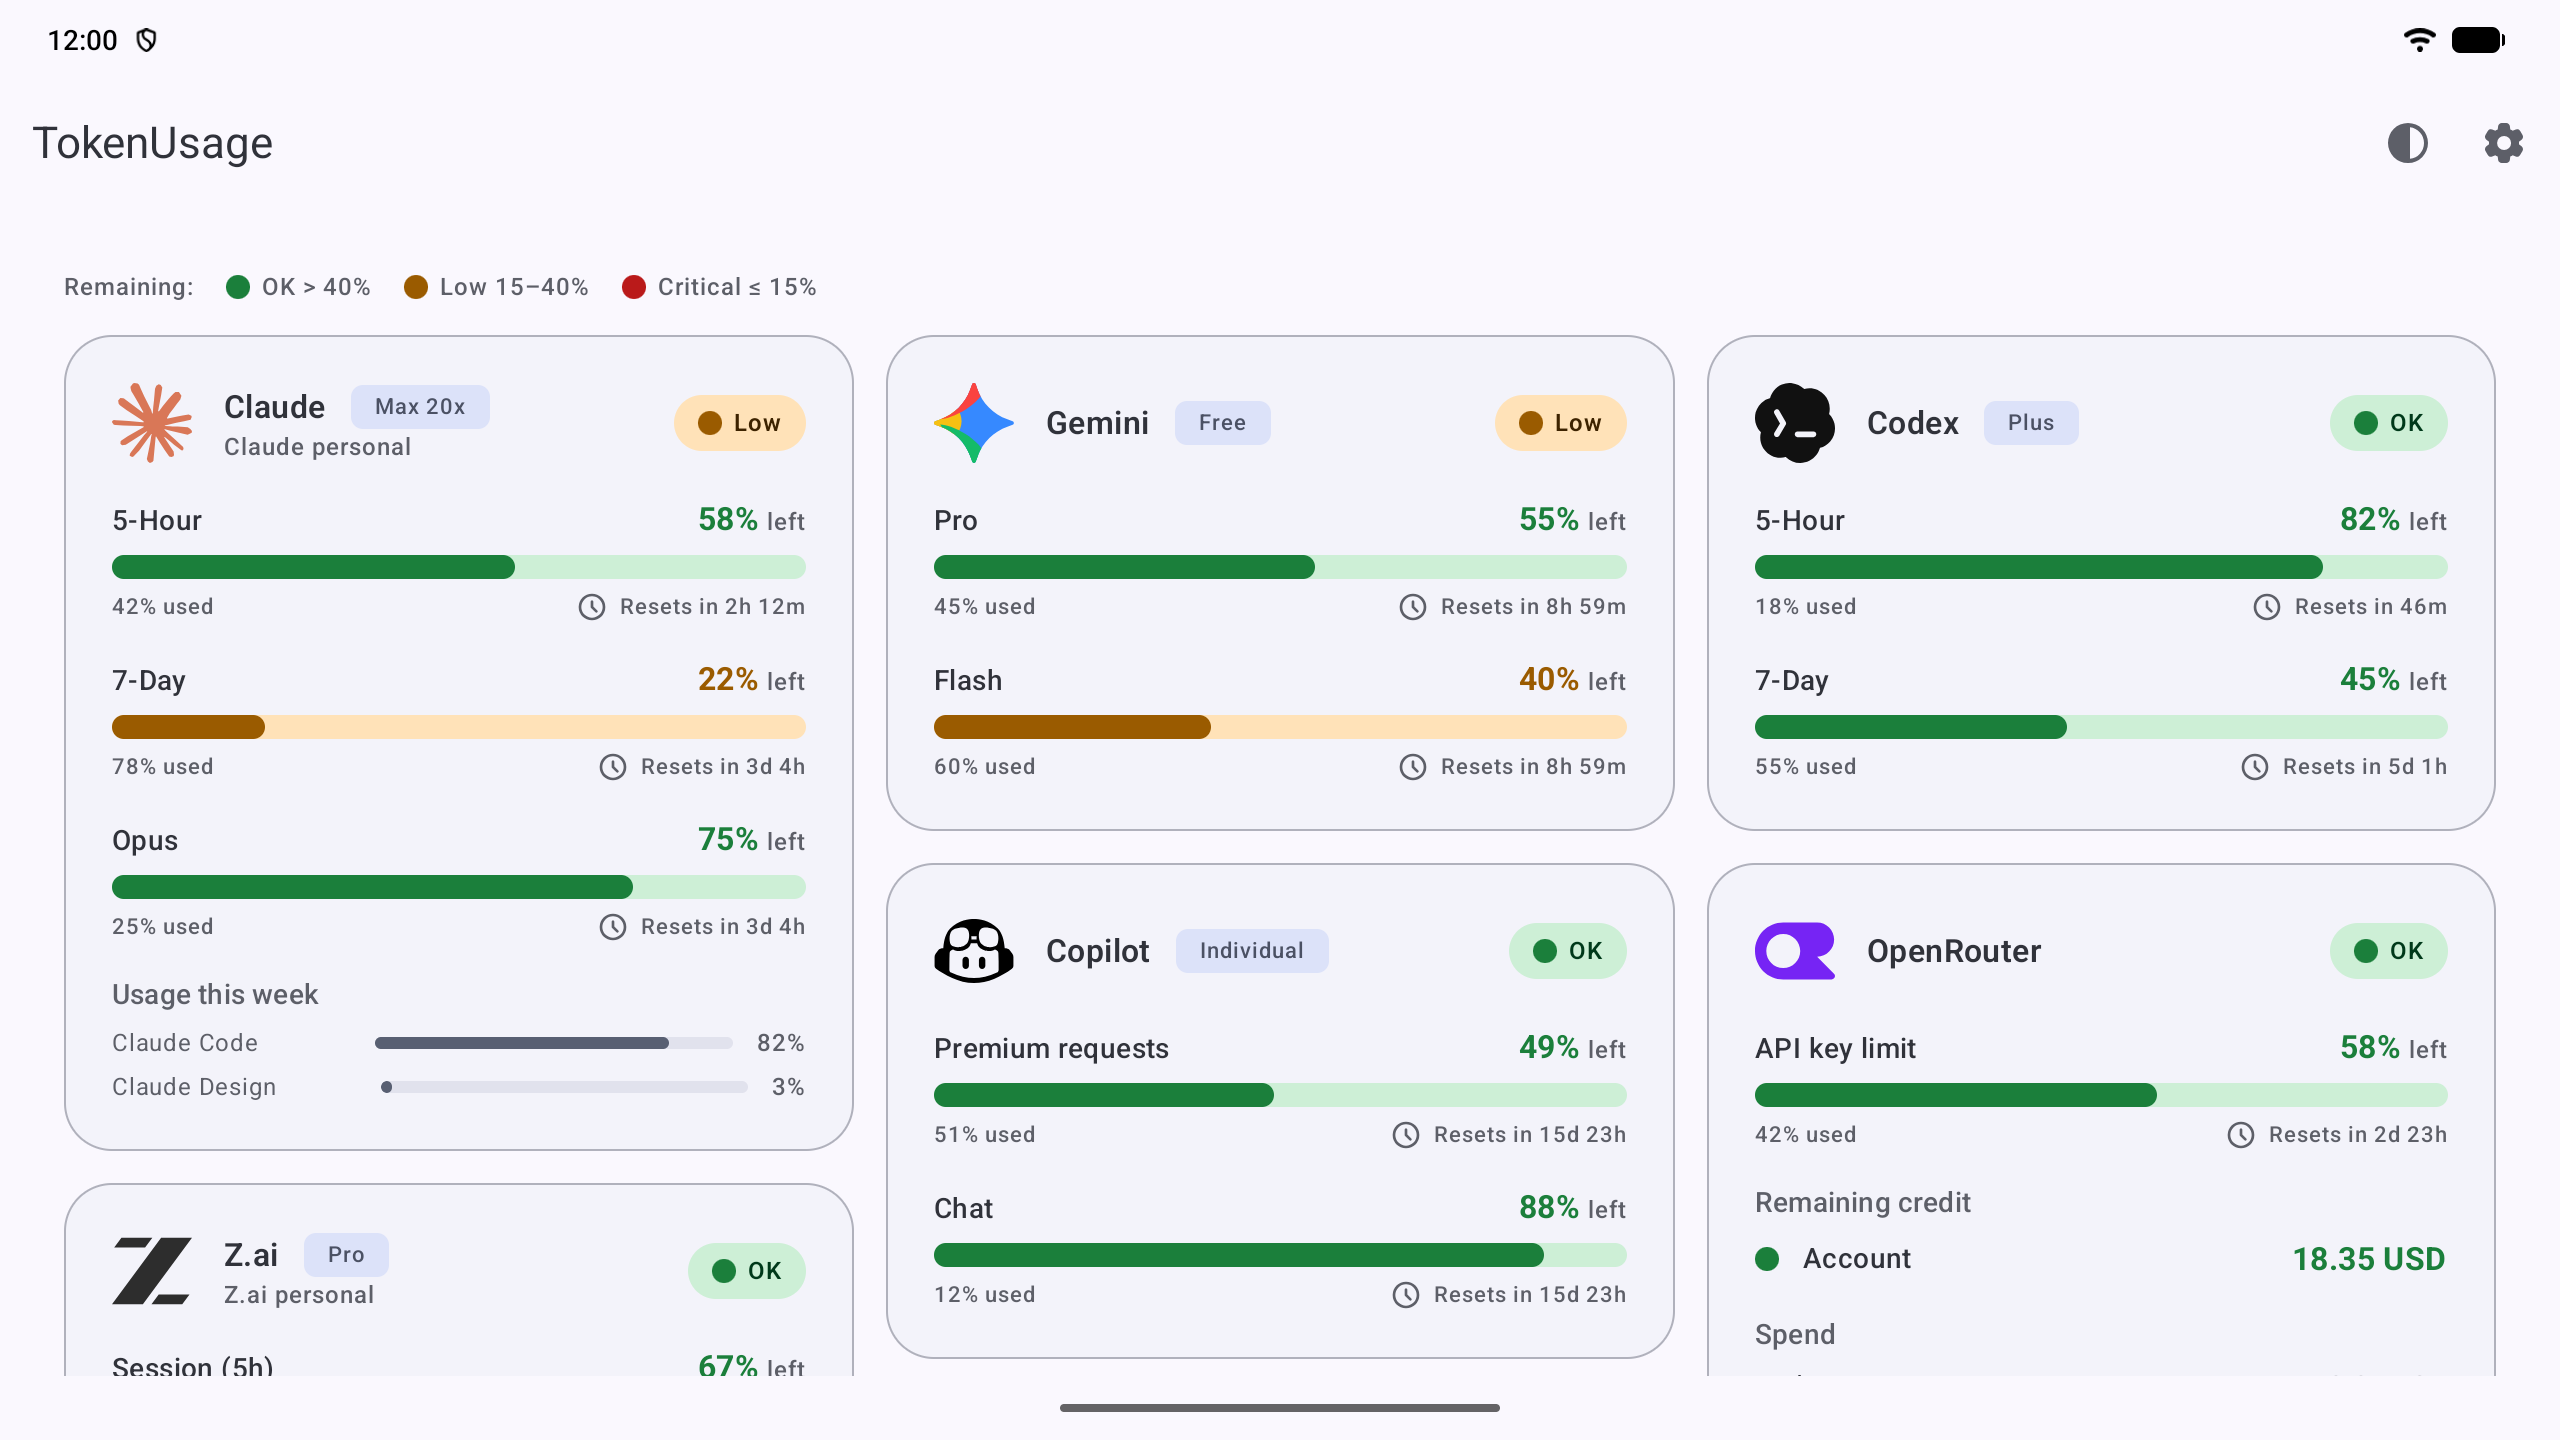 12:00
TokenUsage
Remaining: OK > 40% Low 15–40% Critical ≤ 15%
Claude Max 20x
Claude personal
Low
5-Hour 58% left
42% used Resets in 2h 12m
7-Day 22% left
78% used Resets in 3d 4h
Opus 75% left
25% used Resets in 3d 4h
Usage this week
Claude Code 82%
Claude Design 3%
Z.ai Pro
Z.ai personal
OK
Session (5h) 67% left
Gemini Free Low
Pro 55% left
45% used Resets in 8h 59m
Flash 40% left
60% used Resets in 8h 59m
Copilot Individual OK
Premium requests 49% left
51% used Resets in 15d 23h
Chat 88% left
12% used Resets in 15d 23h
Codex Plus OK
5-Hour 82% left
18% used Resets in 46m
7-Day 45% left
55% used Resets in 5d 1h
OpenRouter OK
API key limit 58% left
42% used Resets in 2d 23h
Remaining credit
Account 18.35 USD
Spend